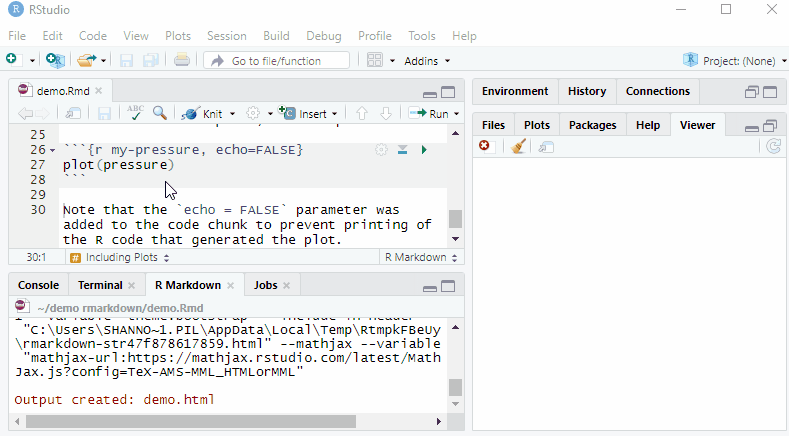 RStudio
File Edit Code View Plots Session Build Debug Profile Tools Help
Go to file/function Addins Project: (None)
demo.Rmd
ABC Knit Insert Run
25
26 ```{r my-pressure, echo=FALSE}
27 plot(pressure)
28 ```
29
30 Note that the `echo = FALSE` parameter was
added to the code chunk to prevent printing of
the R code that generated the plot.
30:1 # Including Plots R Markdown
Console Terminal R Markdown Jobs
~/demo rmarkdown/demo.Rmd
"C:\Users\SHANNO~1.PIL\AppData\Local\Temp\RtmpkFBeUy
\rmarkdown-str47f878617859.html" --mathjax --variable
"mathjax-url:https://mathjax.rstudio.com/latest/Math
Jax.js?config=TeX-AMS-MML_HTMLorMML"
Output created: demo.html
Environment History Connections
Files Plots Packages Help Viewer